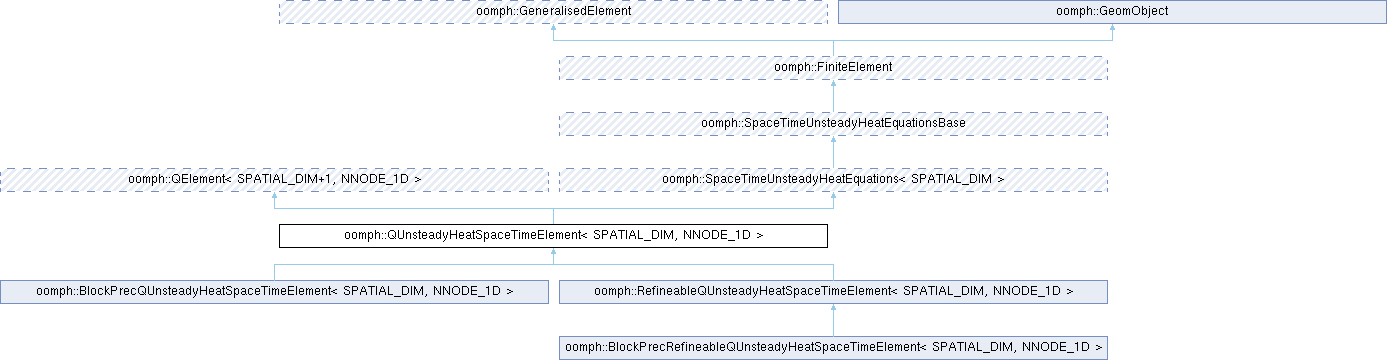 oomph::GeneralisedElement
oomph::GeomObject
oomph::FiniteElement
oomph::SpaceTimeUnsteadyHeatEquationsBase
oomph::QElement< SPATIAL_DIM+1, NNODE_1D >
oomph::SpaceTimeUnsteadyHeatEquations< SPATIAL_DIM >
oomph::QUnsteadyHeatSpaceTimeElement< SPATIAL_DIM, NNODE_1D >
oomph::BlockPrecQUnsteadyHeatSpaceTimeElement< SPATIAL_DIM, NNODE_1D >
oomph::RefineableQUnsteadyHeatSpaceTimeElement< SPATIAL_DIM, NNODE_1D >
oomph::BlockPrecRefineableQUnsteadyHeatSpaceTimeElement< SPATIAL_DIM, NNODE_1D >